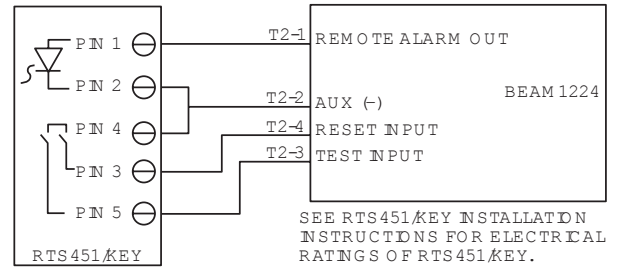 PIN 1
PIN 2
PIN 4
PIN 3
PIN 5
RTS451/KEY
T2-1
T2-2
T2-4
T2-3
REMOTE ALARM OUT
AUX (-)
RESET INPUT
TEST INPUT
BEAM1224
SEE RTS451/KEY INSTALLATION
INSTRUCTIONS FOR ELECTRICAL
RATINGS OF RTS451/KEY.